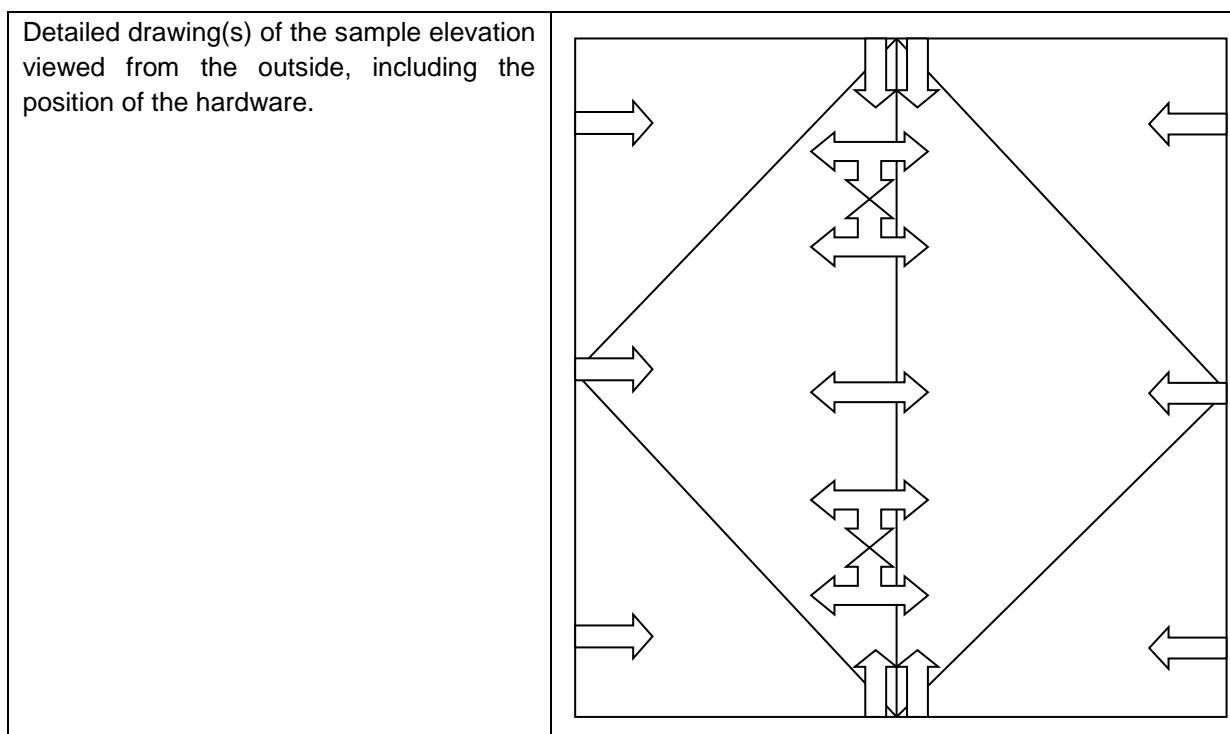 Detailed drawing(s) of the sample elevation
viewed from the outside, including the
position of the hardware.